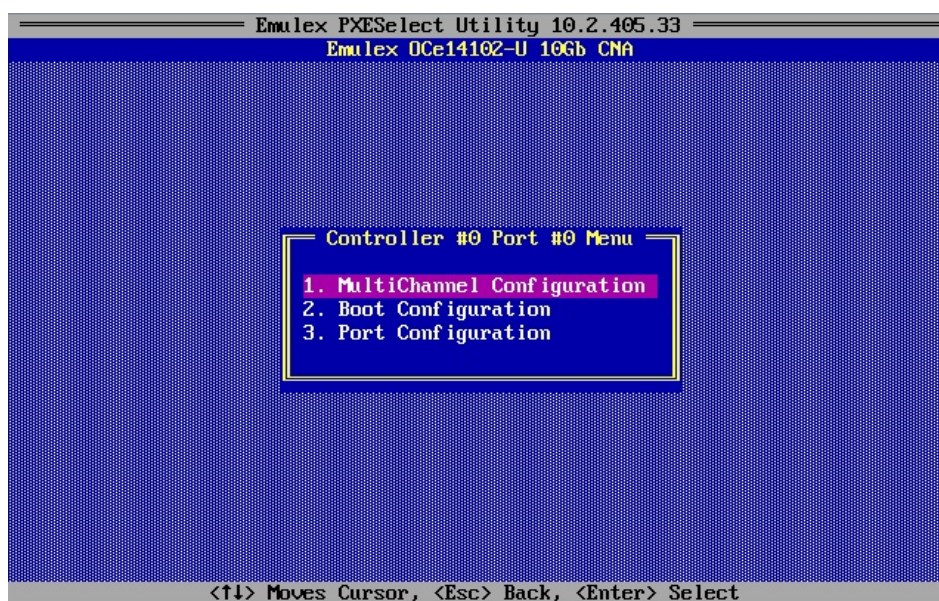 Emulex PXESelect Utility 10.2.405.33
Emulex OCe14102-U 10Gb CNA
Controller #0 Port #0 Menu
1. MultiChannel Configuration
2. Boot Configuration
3. Port Configuration
<↑↓> Moves Cursor, <Esc> Back, <Enter> Select